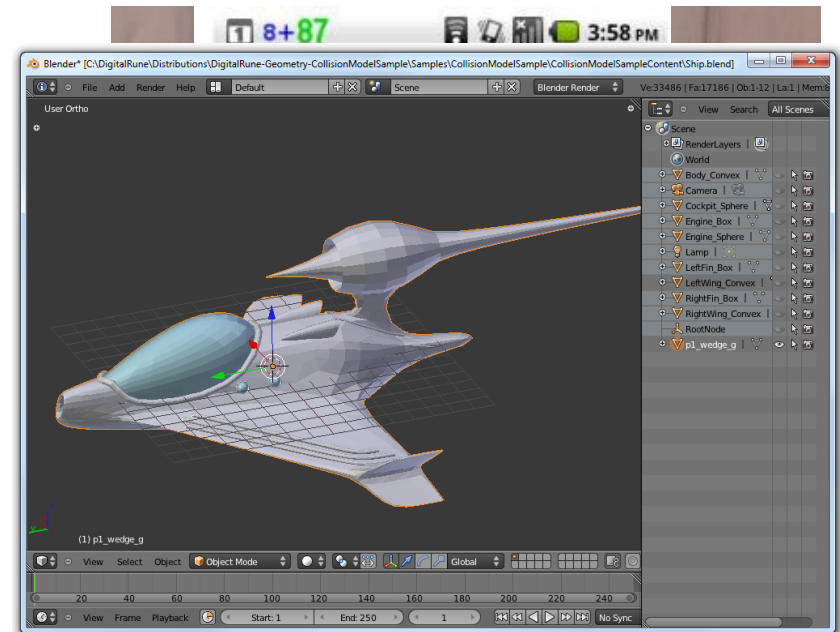 1 8+87 3:58 PM
Blender* [C:\DigitalRune\Distributions\DigitalRune-Geometry-CollisionModelSample\Samples\CollisionModelSample\CollisionModelSampleContent\Ship.blend]
File Add Render Help Default Scene Blender Render Ve:33486 | Fa:17186 | Ob:1-12 | La:1 | Mem:8
User Ortho
View Search All Scenes
Scene
RenderLayers |
World
Body_Convex |
Camera |
Cockpit_Sphere |
Engine_Box |
Engine_Sphere |
Lamp |
LeftFin_Box |
LeftWing_Convex |
RightFin_Box |
RightWing_Convex |
RootNode
p1_wedge_g |
(1) p1_wedge_g
View Select Object Object Mode Global
20 40 60 80 100 120 140 160 180 200 220 240
View Frame Playback Start: 1 End: 250 1 No Sync